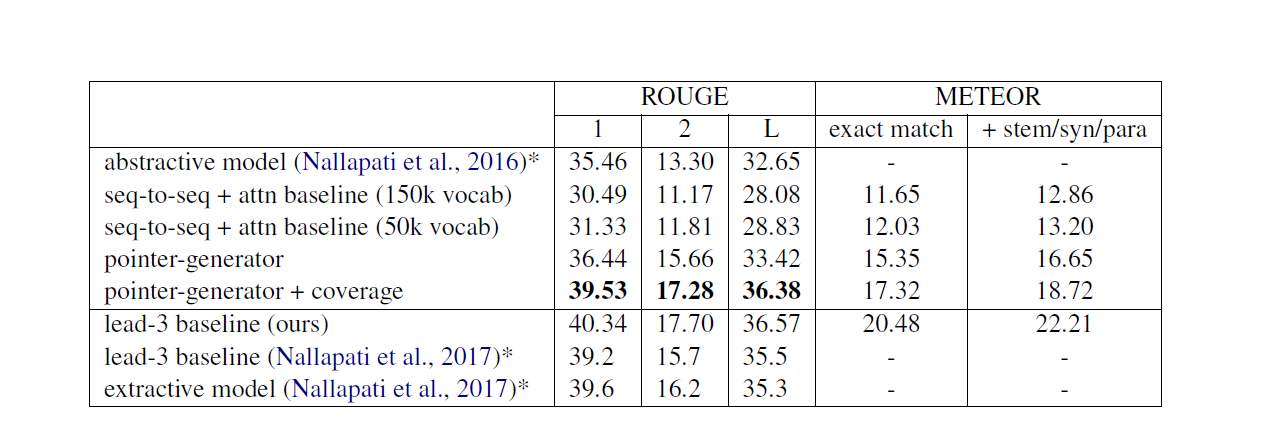 ROUGE METEOR
1 2 L exact match + stem/syn/para
abstractive model (Nallapati et al., 2016)* 35.46 13.30 32.65 - -
seq-to-seq + attn baseline (150k vocab) 30.49 11.17 28.08 11.65 12.86
seq-to-seq + attn baseline (50k vocab) 31.33 11.81 28.83 12.03 13.20
pointer-generator 36.44 15.66 33.42 15.35 16.65
pointer-generator + coverage 39.53 17.28 36.38 17.32 18.72
lead-3 baseline (ours) 40.34 17.70 36.57 20.48 22.21
lead-3 baseline (Nallapati et al., 2017)* 39.2 15.7 35.5 - -
extractive model (Nallapati et al., 2017)* 39.6 16.2 35.3 - -